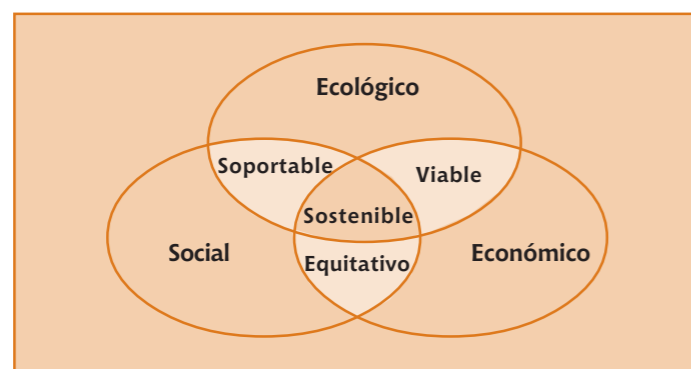 Ecológico
Soportable
Viable
Sostenible
Social
Equitativo
Económico